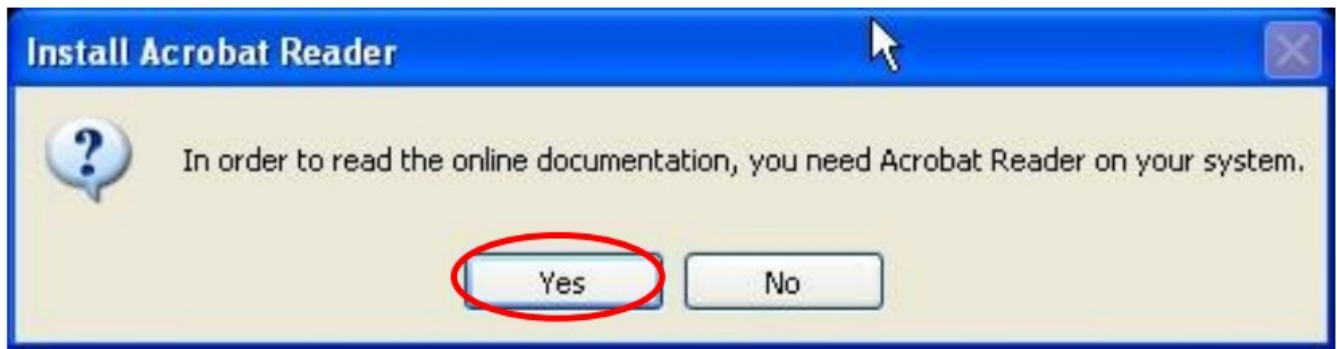 Install Acrobat Reader
In order to read the online documentation, you need Acrobat Reader on your system.
Yes No